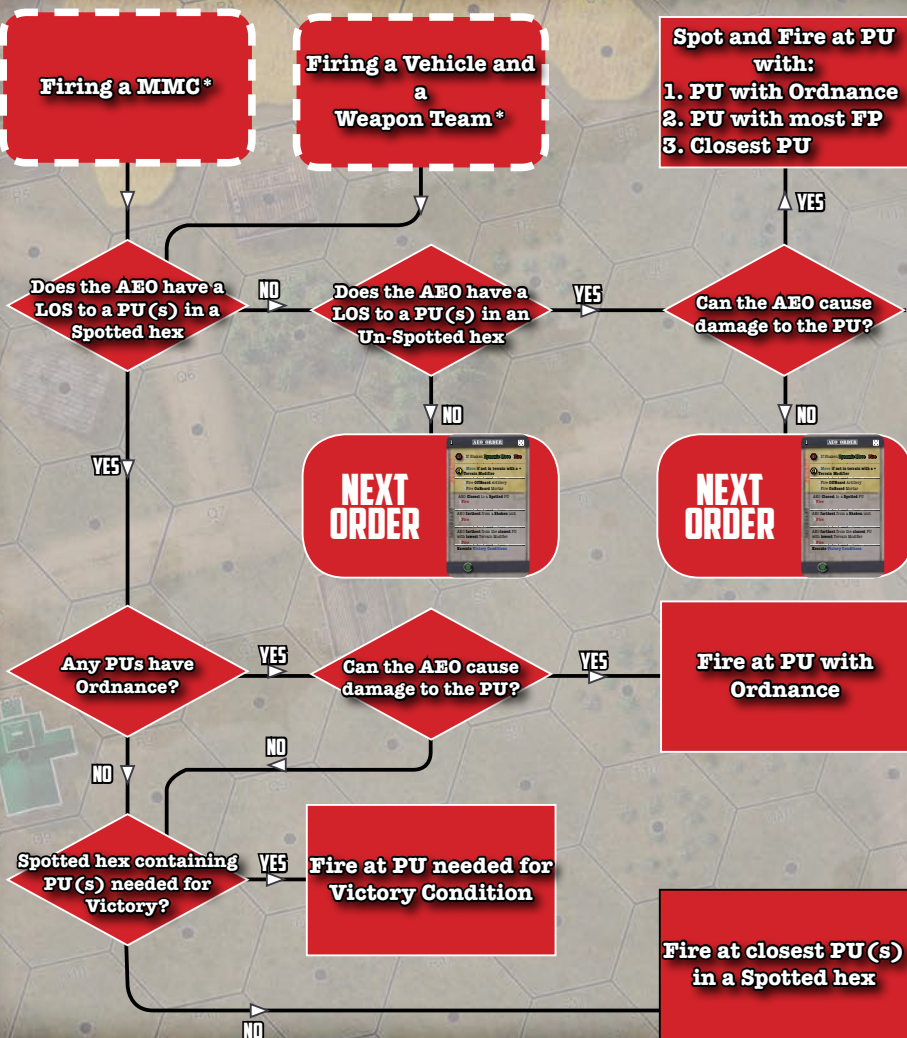 Firing a MMC*
Firing a Vehicle and
a
Weapon Team*
Spot and Fire at PU
with:
1. PU with Ordnance
2. PU with most FP
3. Closest PU
YES
Does the AEO have a
LOS to a PU(s) in a
Spotted hex
NO
Does the AEO have a
LOS to a PU(s) in an
Un-Spotted hex
YES
Can the AEO cause
damage to the PU?
NO
NO
YES
NEXT
ORDER
AEO ORDER
NEXT
ORDER
AEO ORDER
Any PUs have
Ordnance?
YES
Can the AEO cause
damage to the PU?
YES
Fire at PU with
Ordnance
NO
NO
Spotted hex containing
PU(s) needed for
Victory?
YES
Fire at PU needed for
Victory Condition
Fire at closest PU(s)
in a Spotted hex
NO